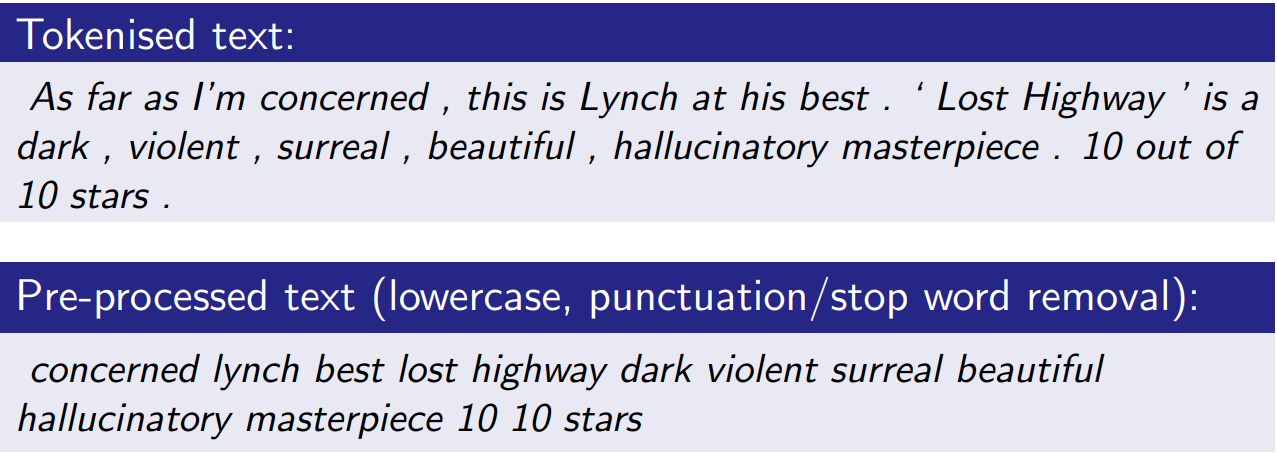 Tokenised text:
As far as I'm concerned , this is Lynch at his best . ‘ Lost Highway ’ is a
dark , violent , surreal , beautiful , hallucinatory masterpiece . 10 out of
10 stars .
Pre-processed text (lowercase, punctuation/stop word removal):
concerned lynch best lost highway dark violent surreal beautiful
hallucinatory masterpiece 10 10 stars